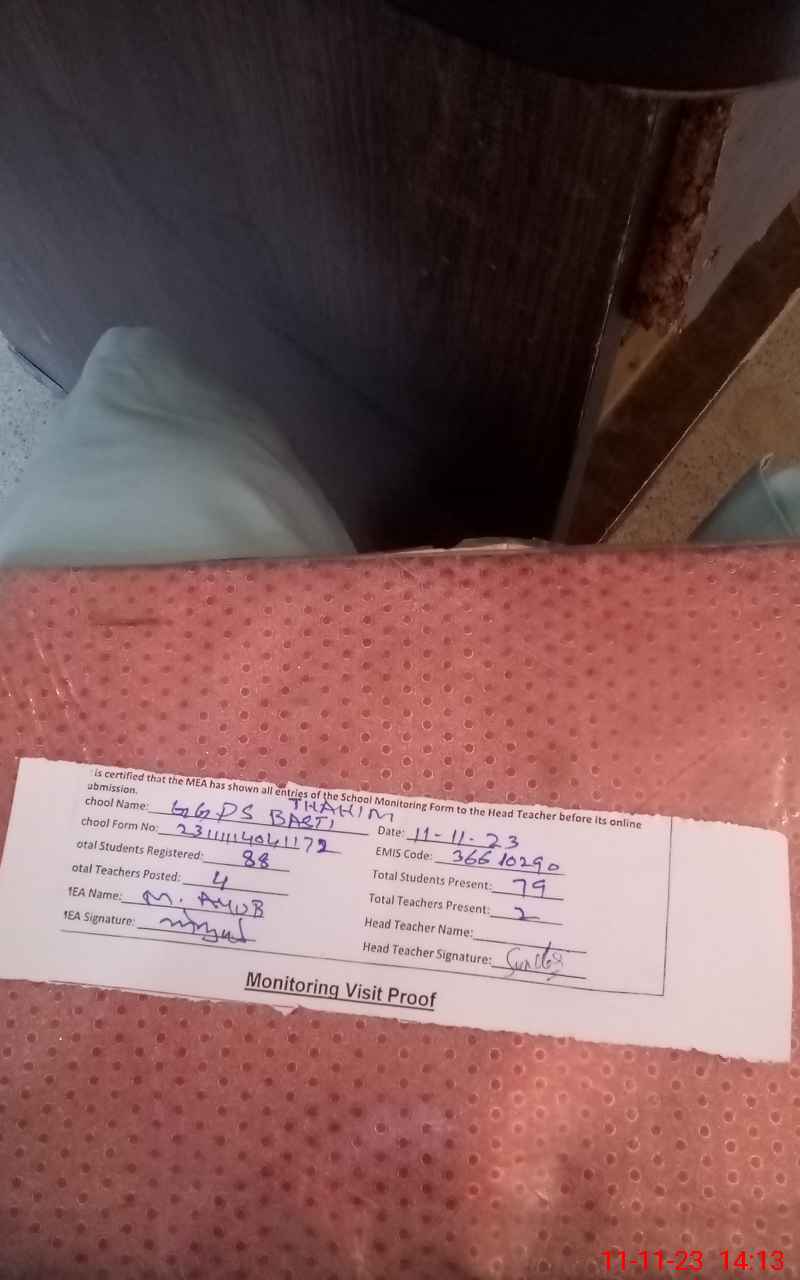 is certified that the MEA has shown all entries of the School Monitoring Form to the Head Teacher before its online
ubmission.
chool Name: GGPS BASTI THAHIM
Date: 11-11-23
chool Form No: 2311114041172
EMIS Code: 36610290
otal Students Registered: 88
Total Students Present: 79
otal Teachers Posted: 4
Total Teachers Present: 2
MEA Name: M. AYUB
Head Teacher Name:
MEA Signature:
Head Teacher Signature:
Monitoring Visit Proof
11-11-23 14:13